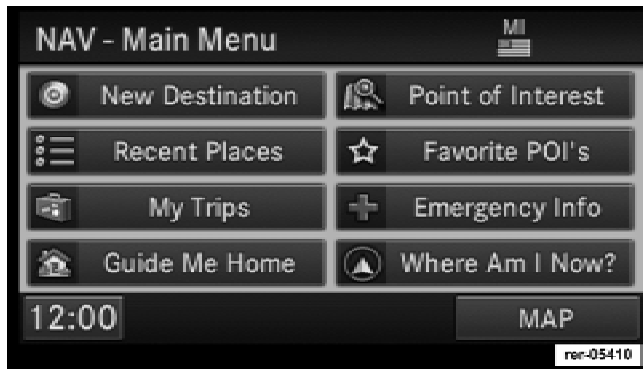 NAV - Main Menu
MI
New Destination
Point of Interest
Recent Places
Favorite POI's
My Trips
Emergency Info
Guide Me Home
Where Am I Now?
12:00
MAP
rer-05410